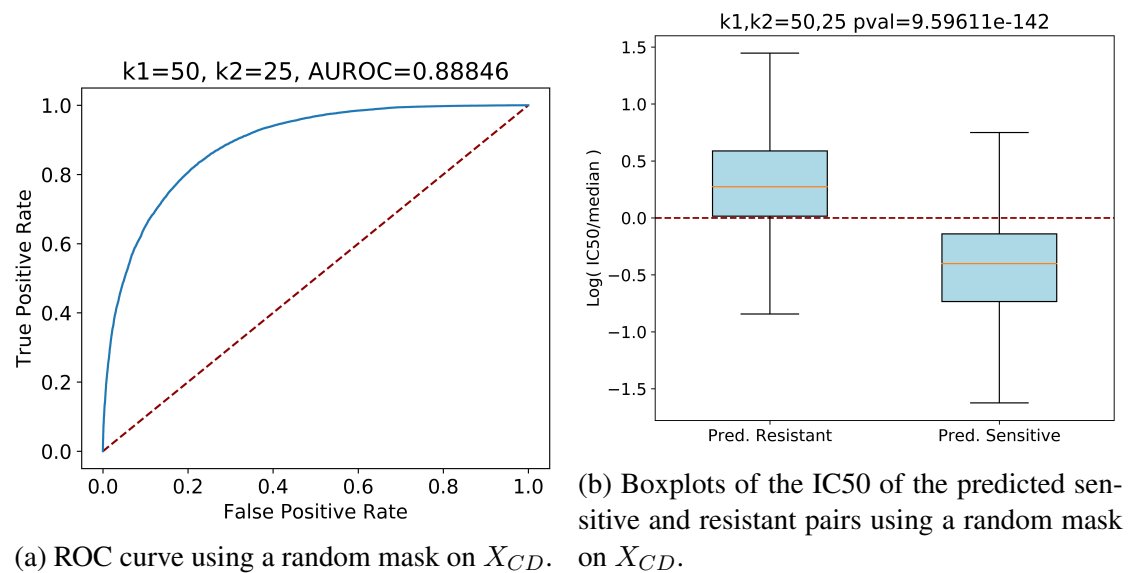 k1=50, k2=25, AUROC=0.88846
True Positive Rate
1.0
0.8
0.6
0.4
0.2
0.0
0.0 0.2 0.4 0.6 0.8 1.0
False Positive Rate
(a) ROC curve using a random mask on X_{CD}.
k1,k2=50,25 pval=9.59611e-142
Log( IC50/median )
1.5
1.0
0.5
0.0
−0.5
−1.0
−1.5
Pred. Resistant Pred. Sensitive
(b) Boxplots of the IC50 of the predicted sen-
sitive and resistant pairs using a random mask
on X_{CD}.